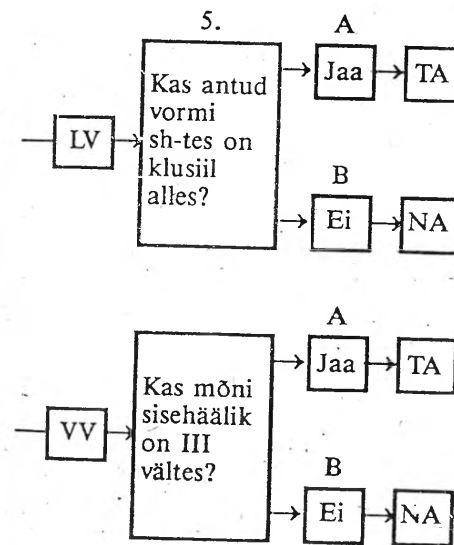 5.
A
Jaa TA
Kas antud
vormi
LV sh-tes on
klusiil
alles?
B
Ei NA
A
Jaa TA
Kas mõni
sisehäälik
VV on III
vältes?
B
Ei NA